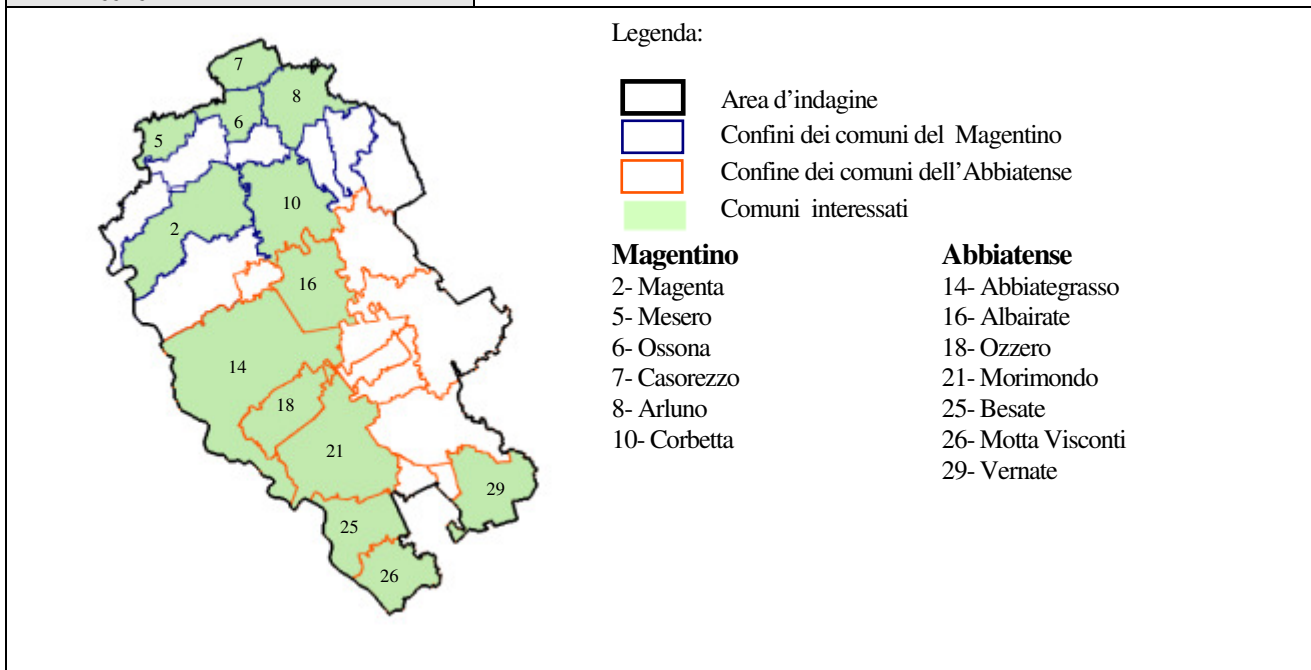 Legenda:
Area d'indagine
Confini dei comuni del Magentino
Confine dei comuni dell'Abbiatense
Comuni interessati
Magentino
2- Magenta
5- Mesero
6- Ossona
7- Casorezzo
8- Arluno
10- Corbetta
Abbiatense
14- Abbiategrasso
16- Albairate
18- Ozzero
21- Morimondo
25- Besate
26- Motta Visconti
29- Vernate
7
8
6
5
10
2
16
14
18
21
29
25
26